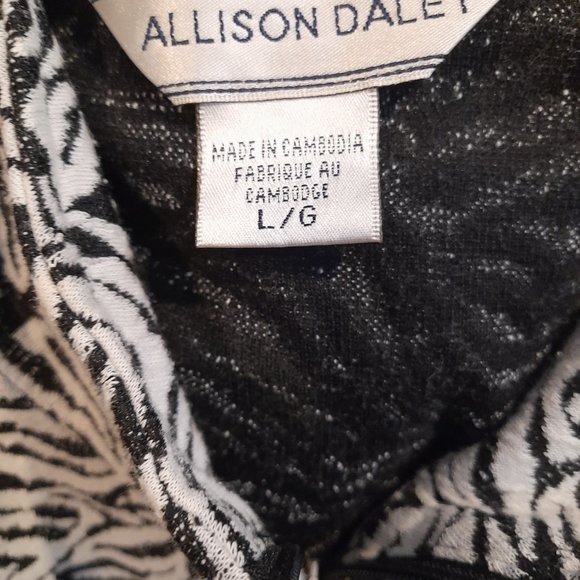 ALLISON DALEY
MADE IN CAMBODIA
FABRIQUE AU
CAMBODGE
L/G